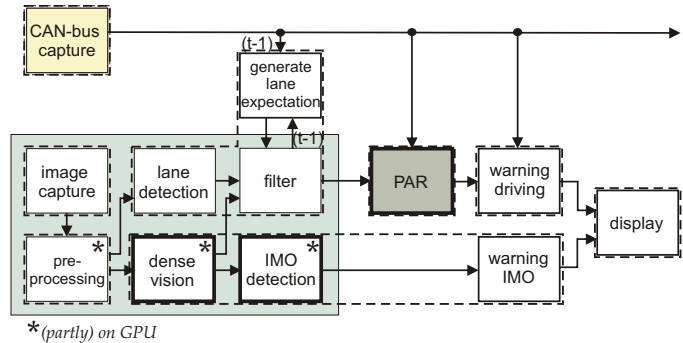 CAN-bus
capture
(t-1)
generate
lane
expectation
(t-1)
image
capture
lane
detection
filter
PAR
warning
driving
display
pre-
processing
*
dense
vision
*
IMO
detection
*
warning
IMO
*(partly) on GPU